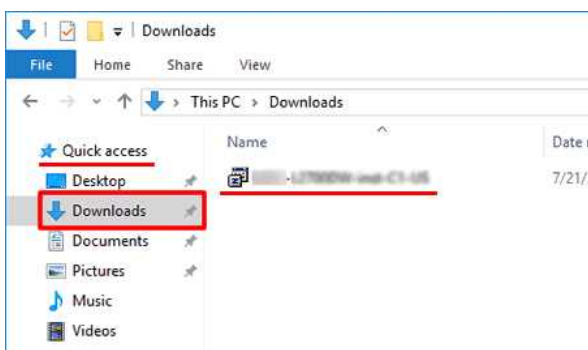 Downloads
File Home Share View
This PC > Downloads
Quick access
Name
Date
Desktop
7/21/
Downloads
Documents
Pictures
Music
Videos